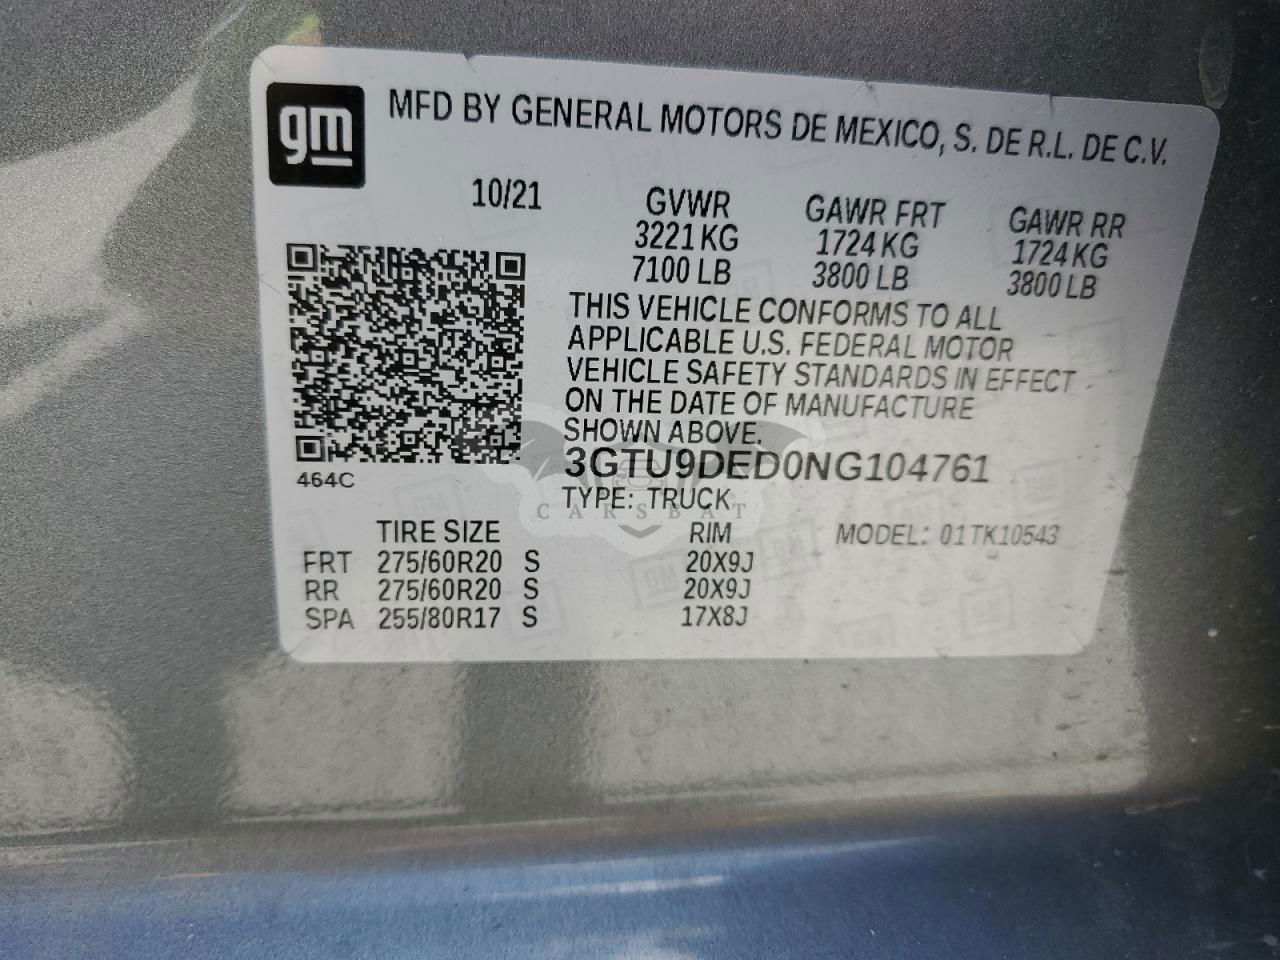 gm
MFD BY GENERAL MOTORS DE MEXICO, S. DE R.L. DE C.V.
10/21
GVWR GAWR FRT GAWR RR
3221 KG 1724 KG 1724 KG
7100 LB 3800 LB 3800 LB
THIS VEHICLE CONFORMS TO ALL
APPLICABLE U.S. FEDERAL MOTOR
VEHICLE SAFETY STANDARDS IN EFFECT
ON THE DATE OF MANUFACTURE
SHOWN ABOVE.
464C
3GTU9DED0NG104761
TYPE: TRUCK
CARSBAT
TIRE SIZE RIM MODEL: 01TK10543
FRT 275/60R20 S 20X9J
RR 275/60R20 S 20X9J
SPA 255/80R17 S 17X8J